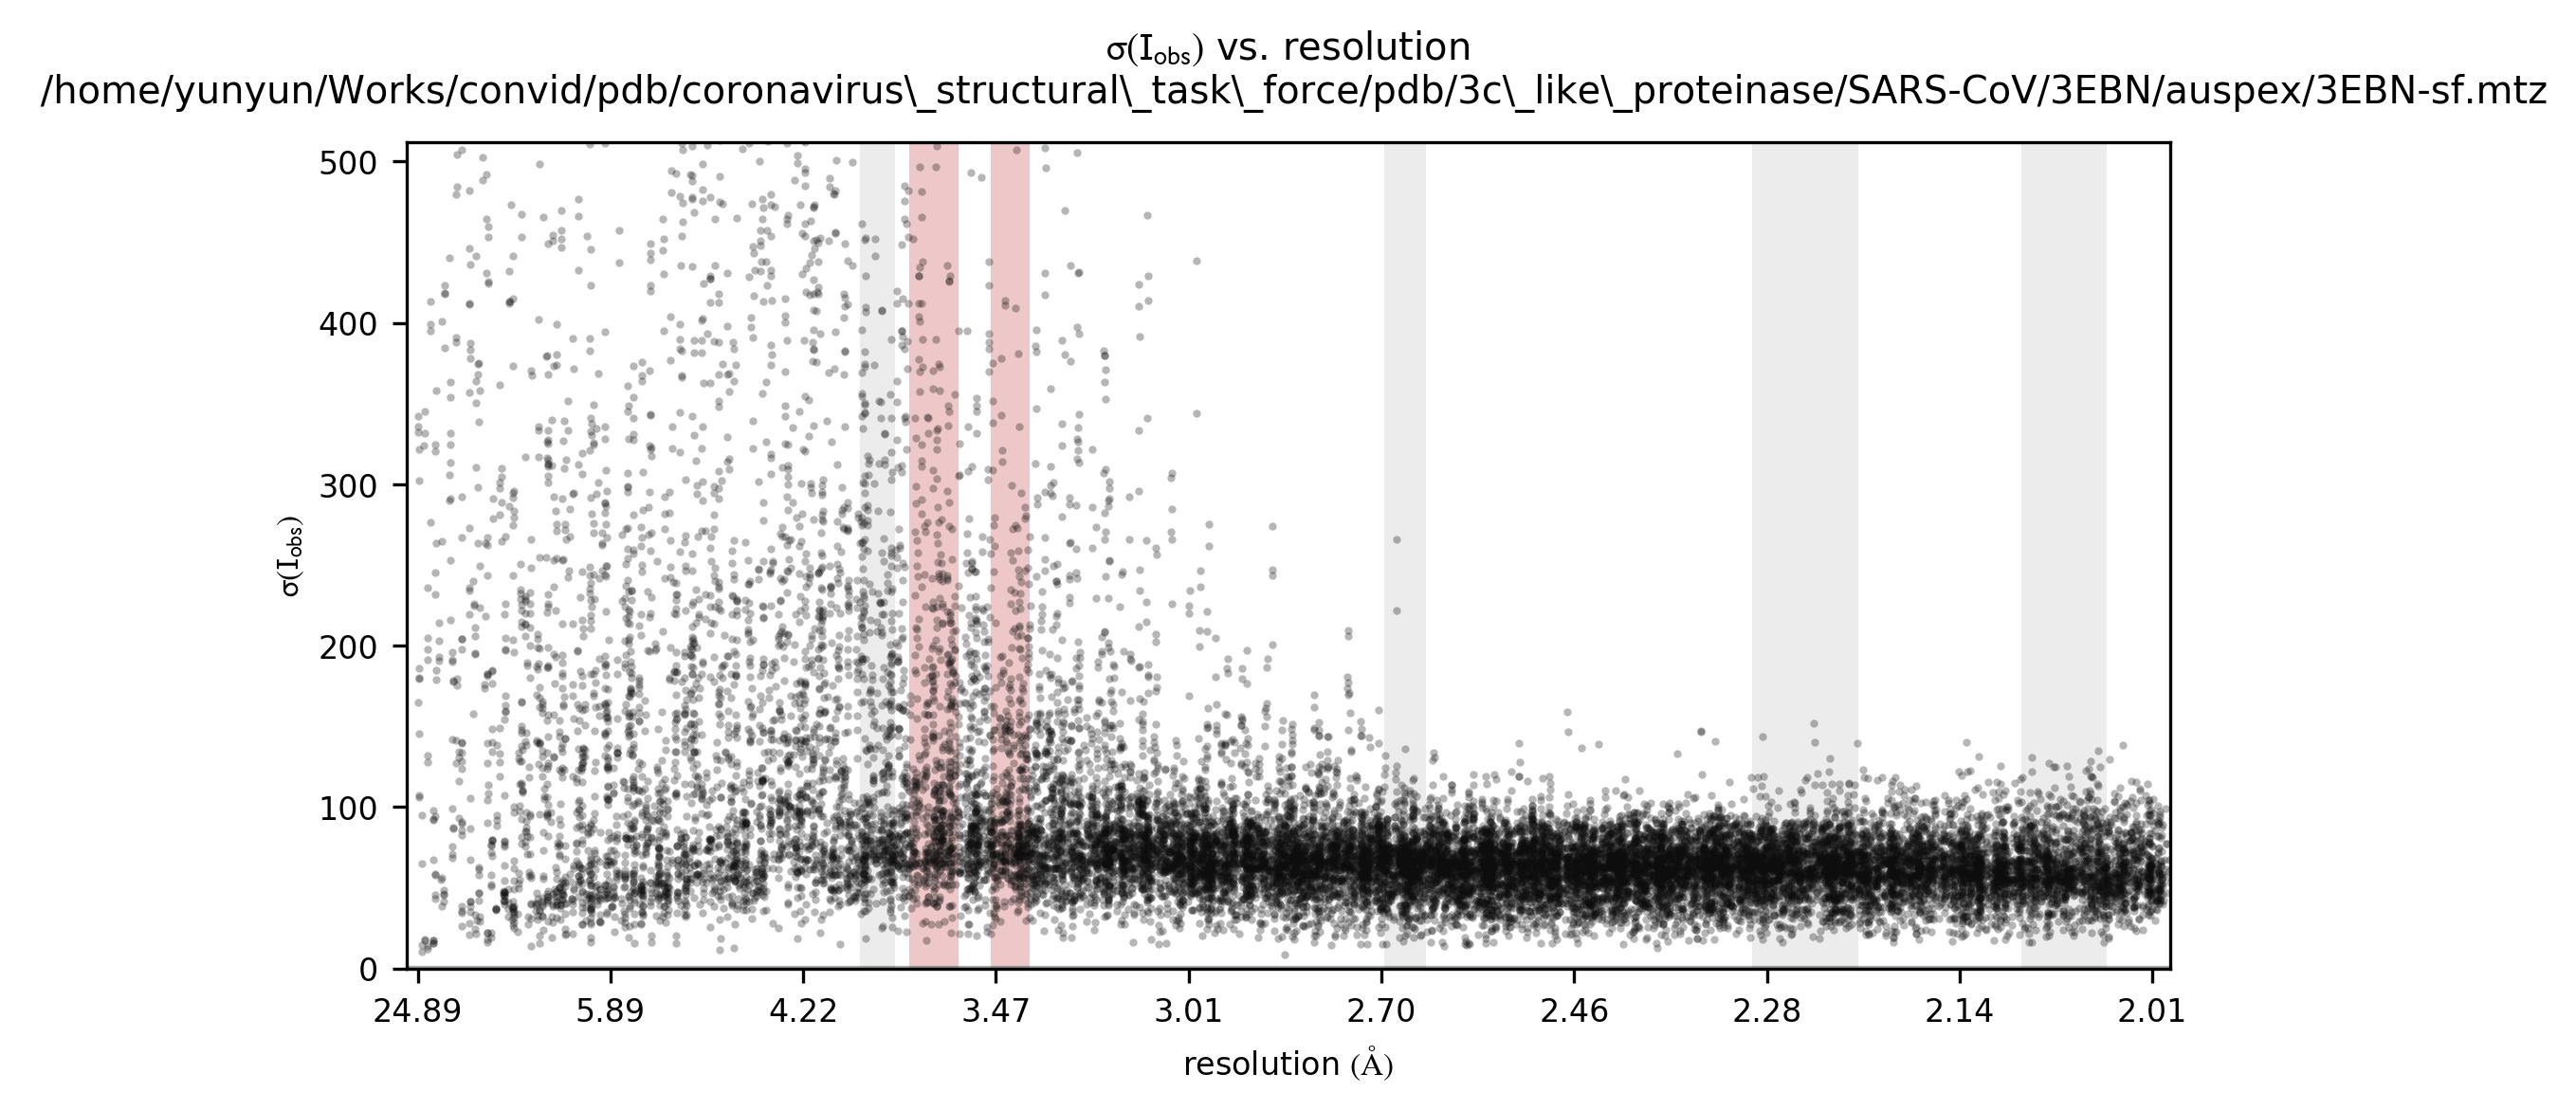 σ(I_obs) vs. resolution
/home/yunyun/Works/convid/pdb/coronavirus\_structural\_task\_force/pdb/3c\_like\_proteinase/SARS-CoV/3EBN/auspex/3EBN-sf.mtz
500
400
300
200
100
0
σ(I_obs)
24.89 5.89 4.22 3.47 3.01 2.70 2.46 2.28 2.14 2.01
resolution (Å)